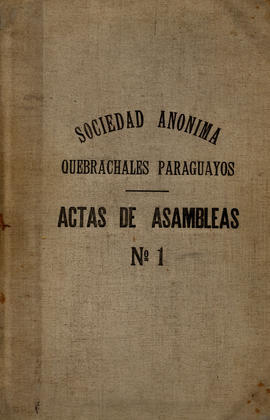 SOCIEDAD ANONIMA
QUEBRACHALES PARAGUAYOS
ACTAS DE ASAMBLEAS
Nº 1